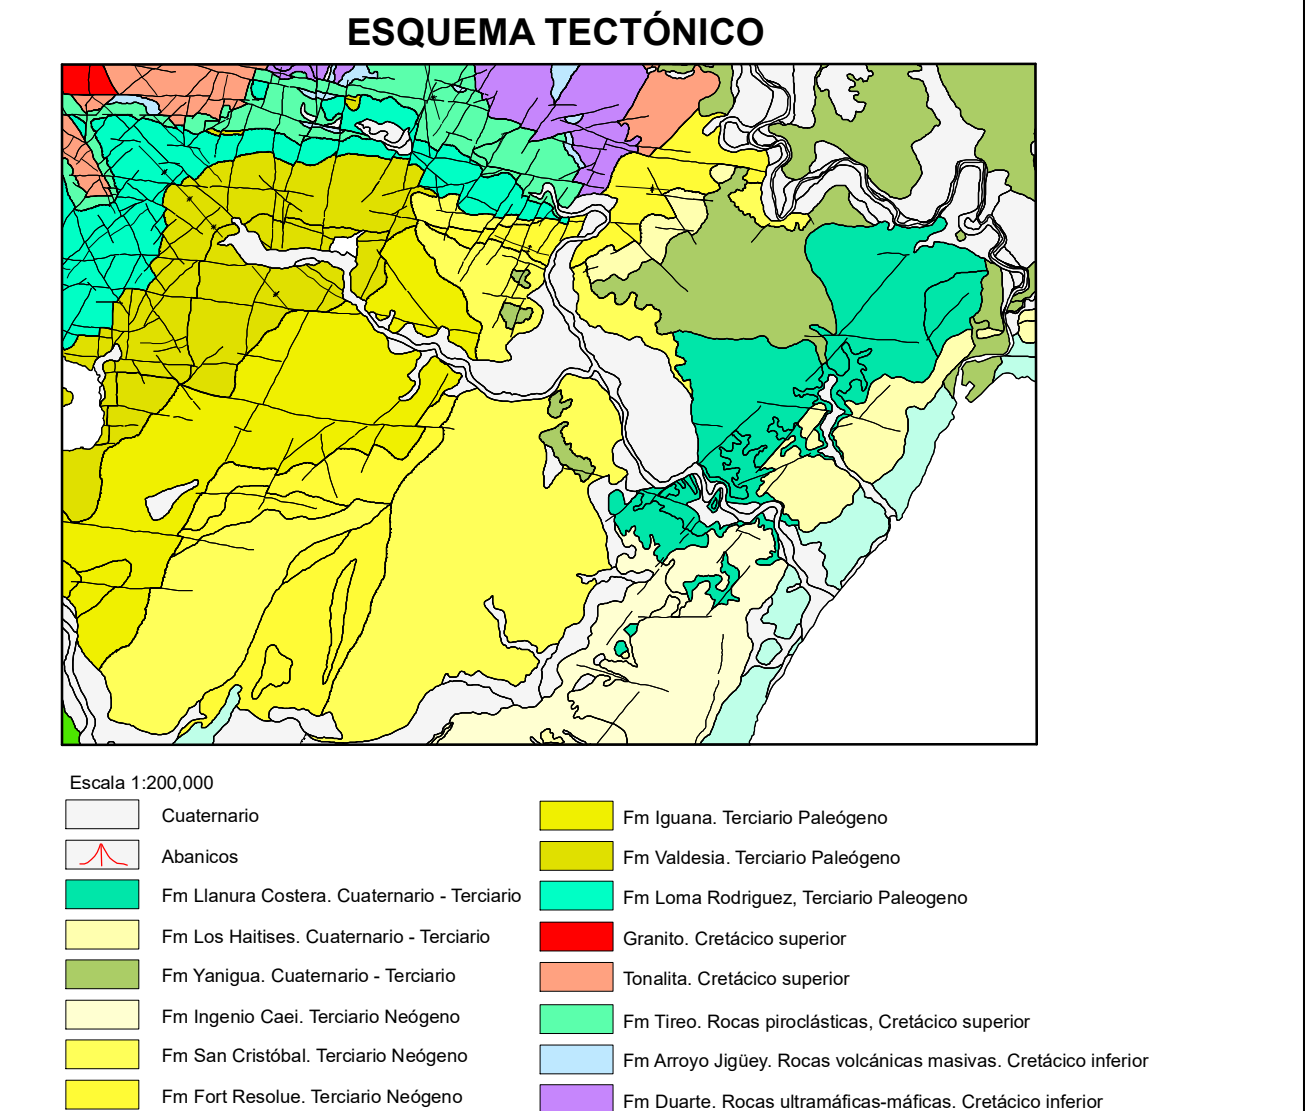 ESQUEMA TECTÓNICO
Escala 1:200,000
Cuaternario
Abanicos
Fm Llanura Costera. Cuaternario - Terciario
Fm Los Haitises. Cuaternario - Terciario
Fm Yanigua. Cuaternario - Terciario
Fm Ingenio Caei. Terciario Neógeno
Fm San Cristóbal. Terciario Neógeno
Fm Fort Resolue. Terciario Neógeno
Fm Iguana. Terciario Paleógeno
Fm Valdesia. Terciario Paleógeno
Fm Loma Rodriguez, Terciario Paleogeno
Granito. Cretácico superior
Tonalita. Cretácico superior
Fm Tireo. Rocas piroclásticas, Cretácico superior
Fm Arroyo Jigüey. Rocas volcánicas masivas. Cretácico inferior
Fm Duarte. Rocas ultramáficas-máficas. Cretácico inferior